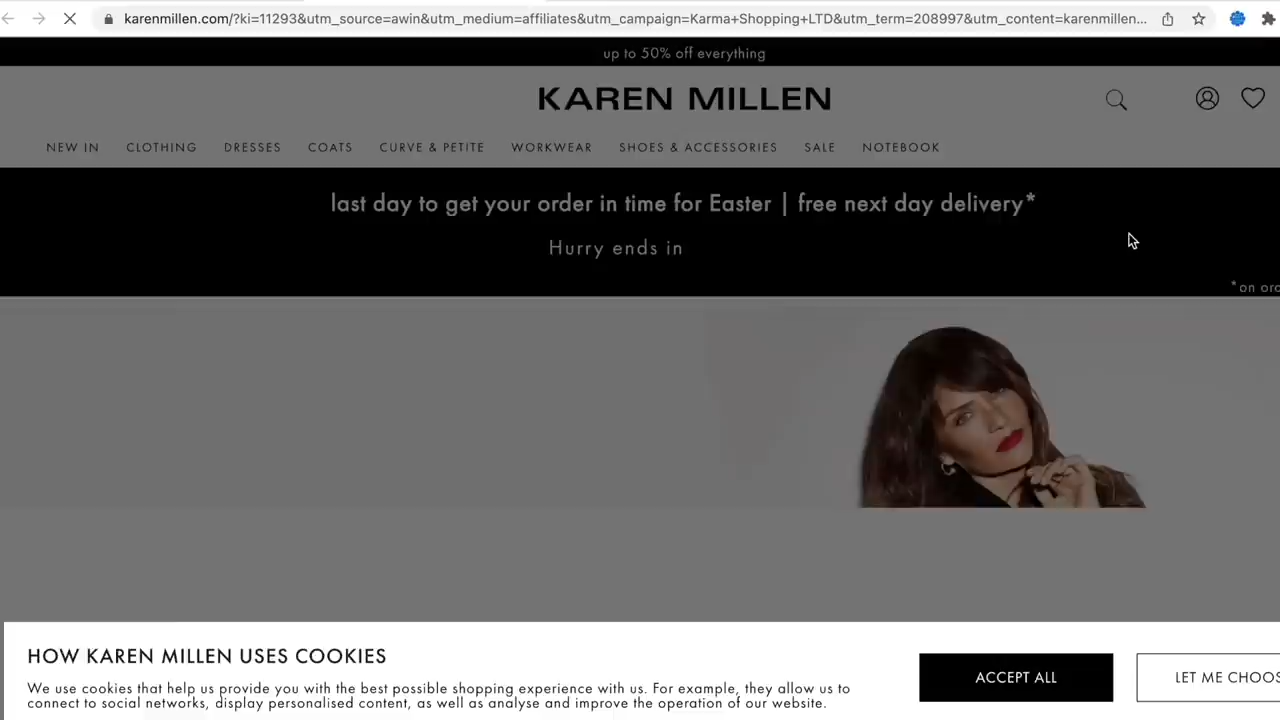 karenmillen.com/?ki=11293&utm_source=awin&utm_medium=affiliates&utm_campaign=Karma+Shopping+LTD&utm_term=208997&utm_content=karenmillen...
up to 50% off everything
KAREN MILLEN
NEW IN CLOTHING DRESSES COATS CURVE & PETITE WORKWEAR SHOES & ACCESSORIES SALE NOTEBOOK
last day to get your order in time for Easter | free next day delivery*
Hurry ends in
*on
HOW KAREN MILLEN USES COOKIES
We use cookies that help us provide you with the best possible shopping experience with us. For example, they allow us to
connect to social networks, display personalised content, as well as analyse and improve the operation of our website.
ACCEPT ALL
LET ME